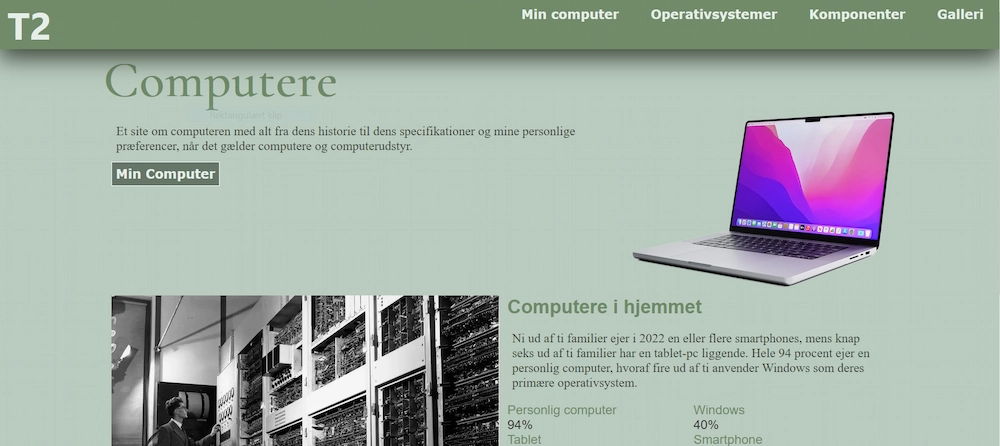 T2
Min computer Operativsystemer Komponenter Galleri
Computere
Et site om computeren med alt fra dens historie til dens specifikationer og mine personlige
præferencer, når det gælder computere og computerudstyr.
Min Computer
Computere i hjemmet
Ni ud af ti familier ejer i 2022 en eller flere smartphones, mens knap
seks ud af ti familier har en tablet-pc liggende. Hele 94 procent ejer en
personlig computer, hvoraf fire ud af ti anvender Windows som deres
primære operativsystem.
Personlig computer Windows
94% 40%
Tablet Smartphone